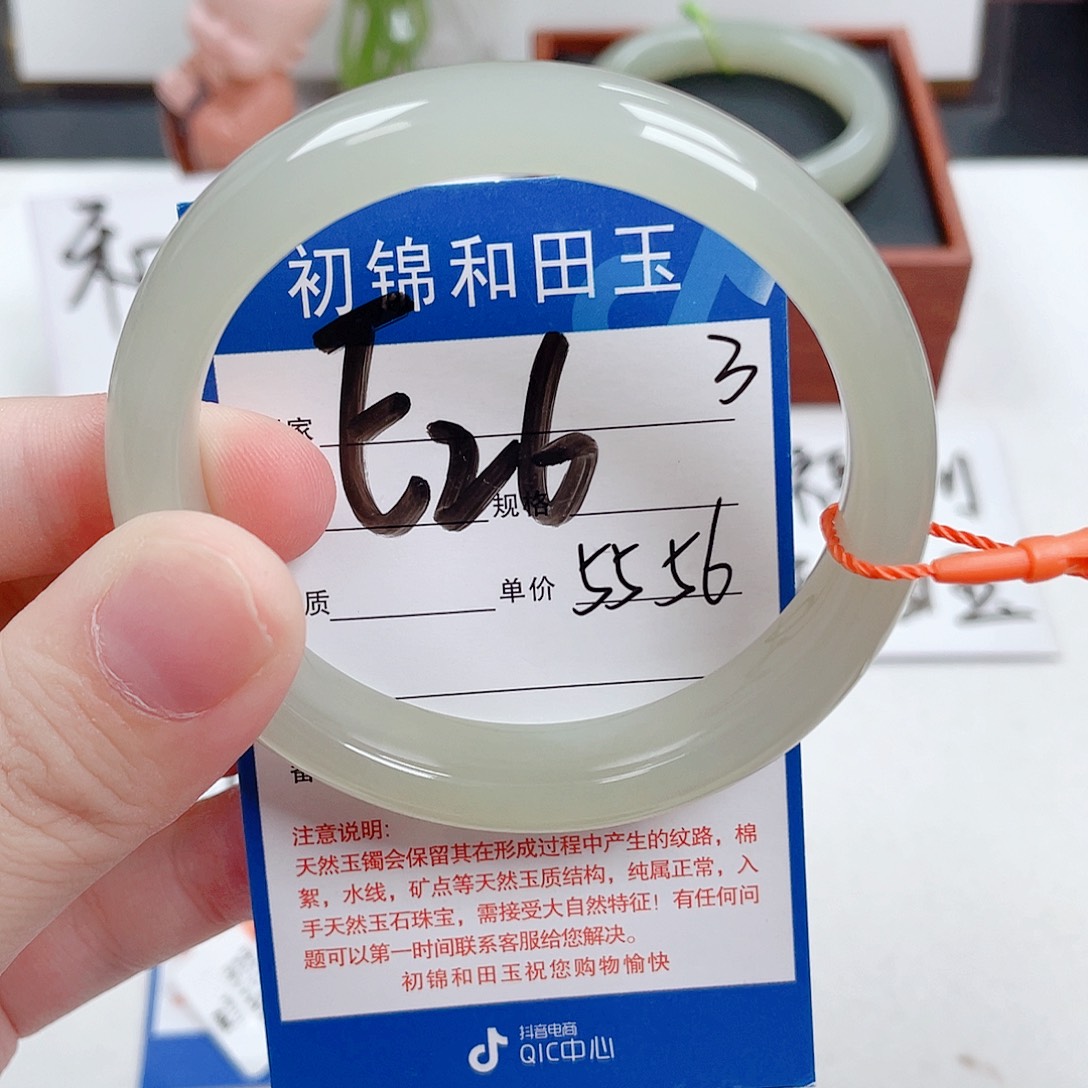 初锦和田玉
E26
3
家
规格
质
单价 5556
注意说明:
天然玉镯会保留其在形成过程中产生的纹路，棉
絮，水线，矿点等天然玉质结构，纯属正常，入
手天然玉石珠宝，需接受大自然特征！有任何问
题可以第一时间联系客服给您解决。
初锦和田玉祝您购物愉快
抖音电商
QIC中心